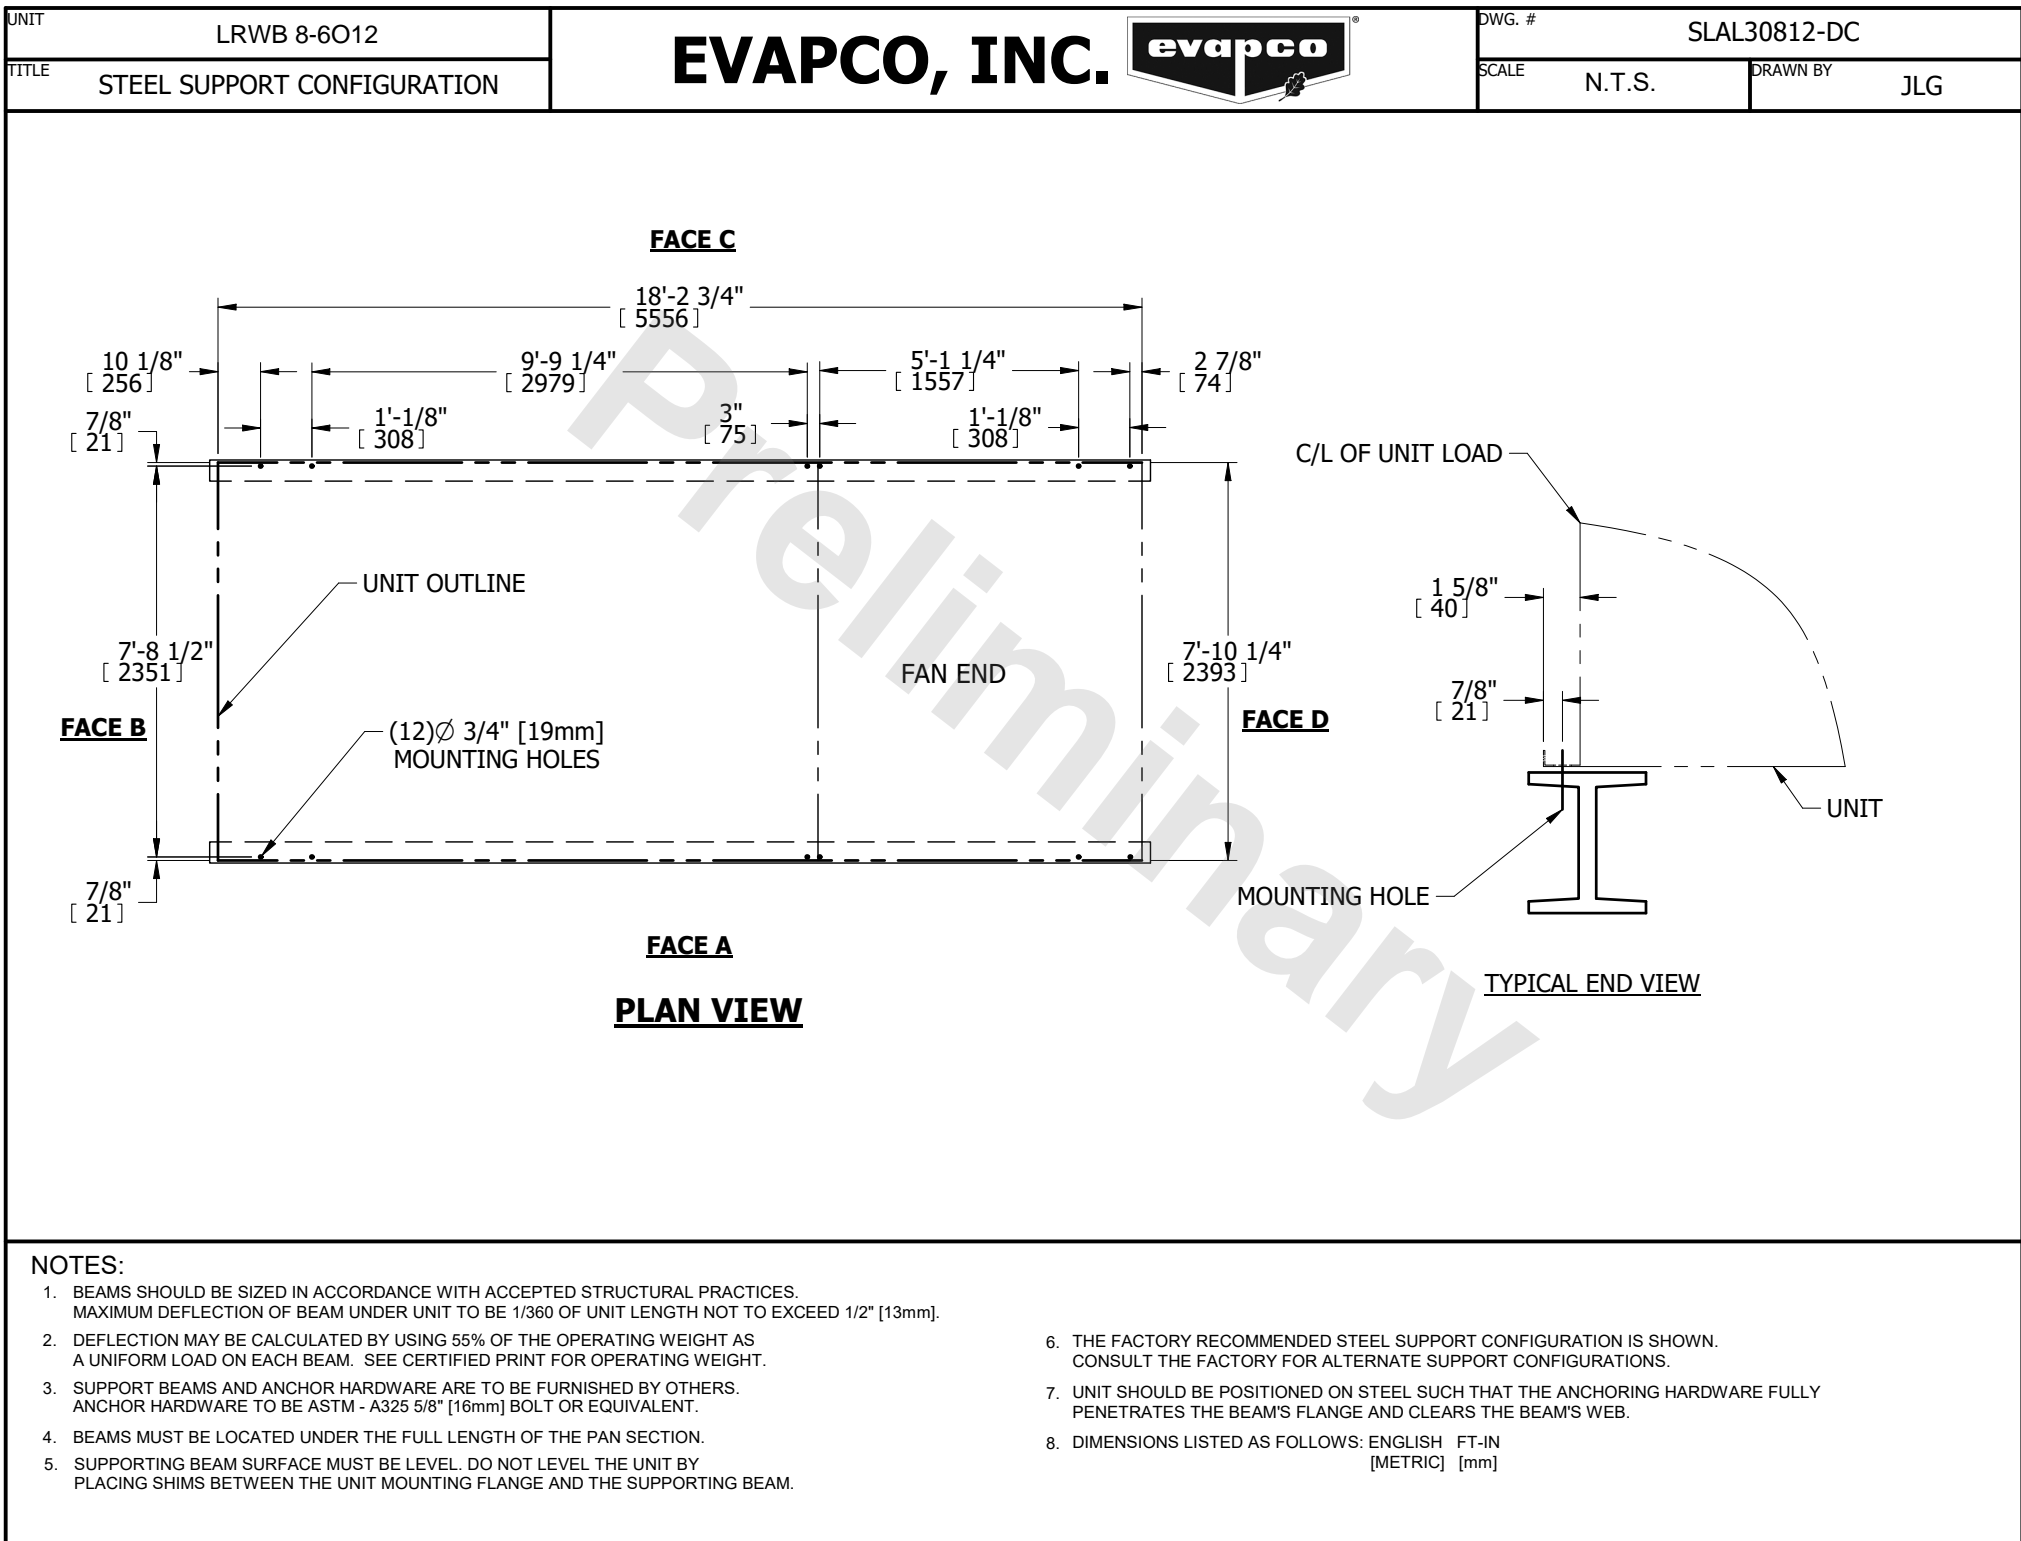 UNIT
LRWB 8-6O12
TITLE
STEEL SUPPORT CONFIGURATION
EVAPCO, INC.
evapco
®
DWG. #
SLAL30812-DC
SCALE
N.T.S.
DRAWN BY
JLG
FACE C
18'-2 3/4"
[ 5556]
10 1/8"
[ 256]
9'-9 1/4"
[ 2979]
5'-1 1/4"
[ 1557]
2 7/8"
[ 74]
7/8"
[ 21]
1'-1/8"
[ 308]
3"
[ 75]
1'-1/8"
[ 308]
C/L OF UNIT LOAD
UNIT OUTLINE
1 5/8"
[ 40]
7'-8 1/2"
[ 2351]
FAN END
7'-10 1/4"
[ 2393]
7/8"
[ 21]
FACE B
(12)∅ 3/4" [19mm]
MOUNTING HOLES
FACE D
UNIT
7/8"
[ 21]
MOUNTING HOLE
FACE A
TYPICAL END VIEW
PLAN VIEW
Preliminary
NOTES:
1. BEAMS SHOULD BE SIZED IN ACCORDANCE WITH ACCEPTED STRUCTURAL PRACTICES.
MAXIMUM DEFLECTION OF BEAM UNDER UNIT TO BE 1/360 OF UNIT LENGTH NOT TO EXCEED 1/2" [13mm].
2. DEFLECTION MAY BE CALCULATED BY USING 55% OF THE OPERATING WEIGHT AS
A UNIFORM LOAD ON EACH BEAM. SEE CERTIFIED PRINT FOR OPERATING WEIGHT.
3. SUPPORT BEAMS AND ANCHOR HARDWARE ARE TO BE FURNISHED BY OTHERS.
ANCHOR HARDWARE TO BE ASTM - A325 5/8" [16mm] BOLT OR EQUIVALENT.
4. BEAMS MUST BE LOCATED UNDER THE FULL LENGTH OF THE PAN SECTION.
5. SUPPORTING BEAM SURFACE MUST BE LEVEL. DO NOT LEVEL THE UNIT BY
PLACING SHIMS BETWEEN THE UNIT MOUNTING FLANGE AND THE SUPPORTING BEAM.
6. THE FACTORY RECOMMENDED STEEL SUPPORT CONFIGURATION IS SHOWN.
CONSULT THE FACTORY FOR ALTERNATE SUPPORT CONFIGURATIONS.
7. UNIT SHOULD BE POSITIONED ON STEEL SUCH THAT THE ANCHORING HARDWARE FULLY
PENETRATES THE BEAM'S FLANGE AND CLEARS THE BEAM'S WEB.
8. DIMENSIONS LISTED AS FOLLOWS: ENGLISH FT-IN
[METRIC] [mm]